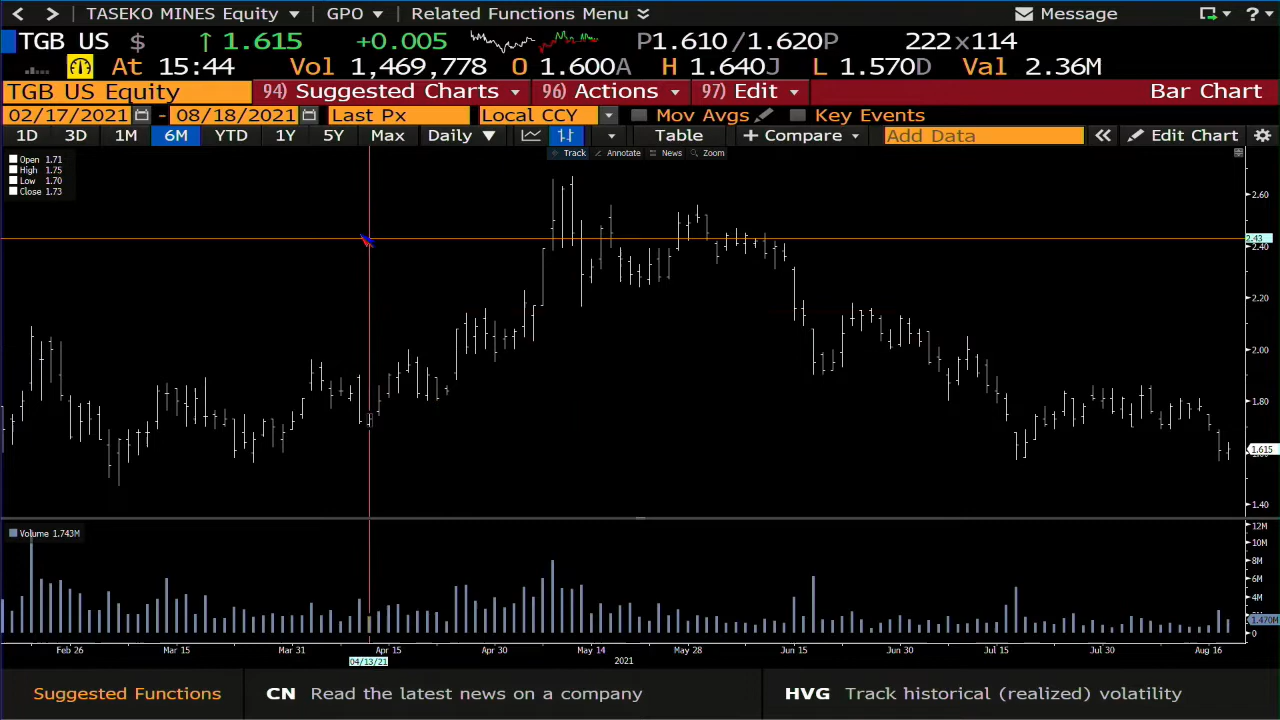 TASEKO MINES Equity GPO Related Functions Menu Message ?
TGB US $ ↑ 1.615 +0.005 P1.610 /1.620P 222x114
At 15:44 Vol 1,469,778 O 1.600A H 1.640J L 1.570D Val 2.36M
TGB US Equity 94) Suggested Charts 96) Actions 97) Edit Bar Chart
02/17/2021 - 08/18/2021 Last Px Local CCY Mov Avgs Key Events
1D 3D 1M 6M YTD 1Y 5Y Max Daily ▼ Table + Compare Add Data « Edit Chart
Track Annotate News Zoom
Open 1.71
High 1.75
Low 1.70
Close 1.73
2.60
2.43
2.40
2.20
2.00
1.80
1.615
1.40
Volume 1.743M
12M
10M
8M
6M
4M
1.470M
0
Feb 26 Mar 15 Mar 31 Apr 15 Apr 30 May 14 May 28 Jun 15 Jun 30 Jul 15 Jul 30 Aug 16
04/13/21 2021
Suggested Functions CN Read the latest news on a company HVG Track historical (realized) volatility